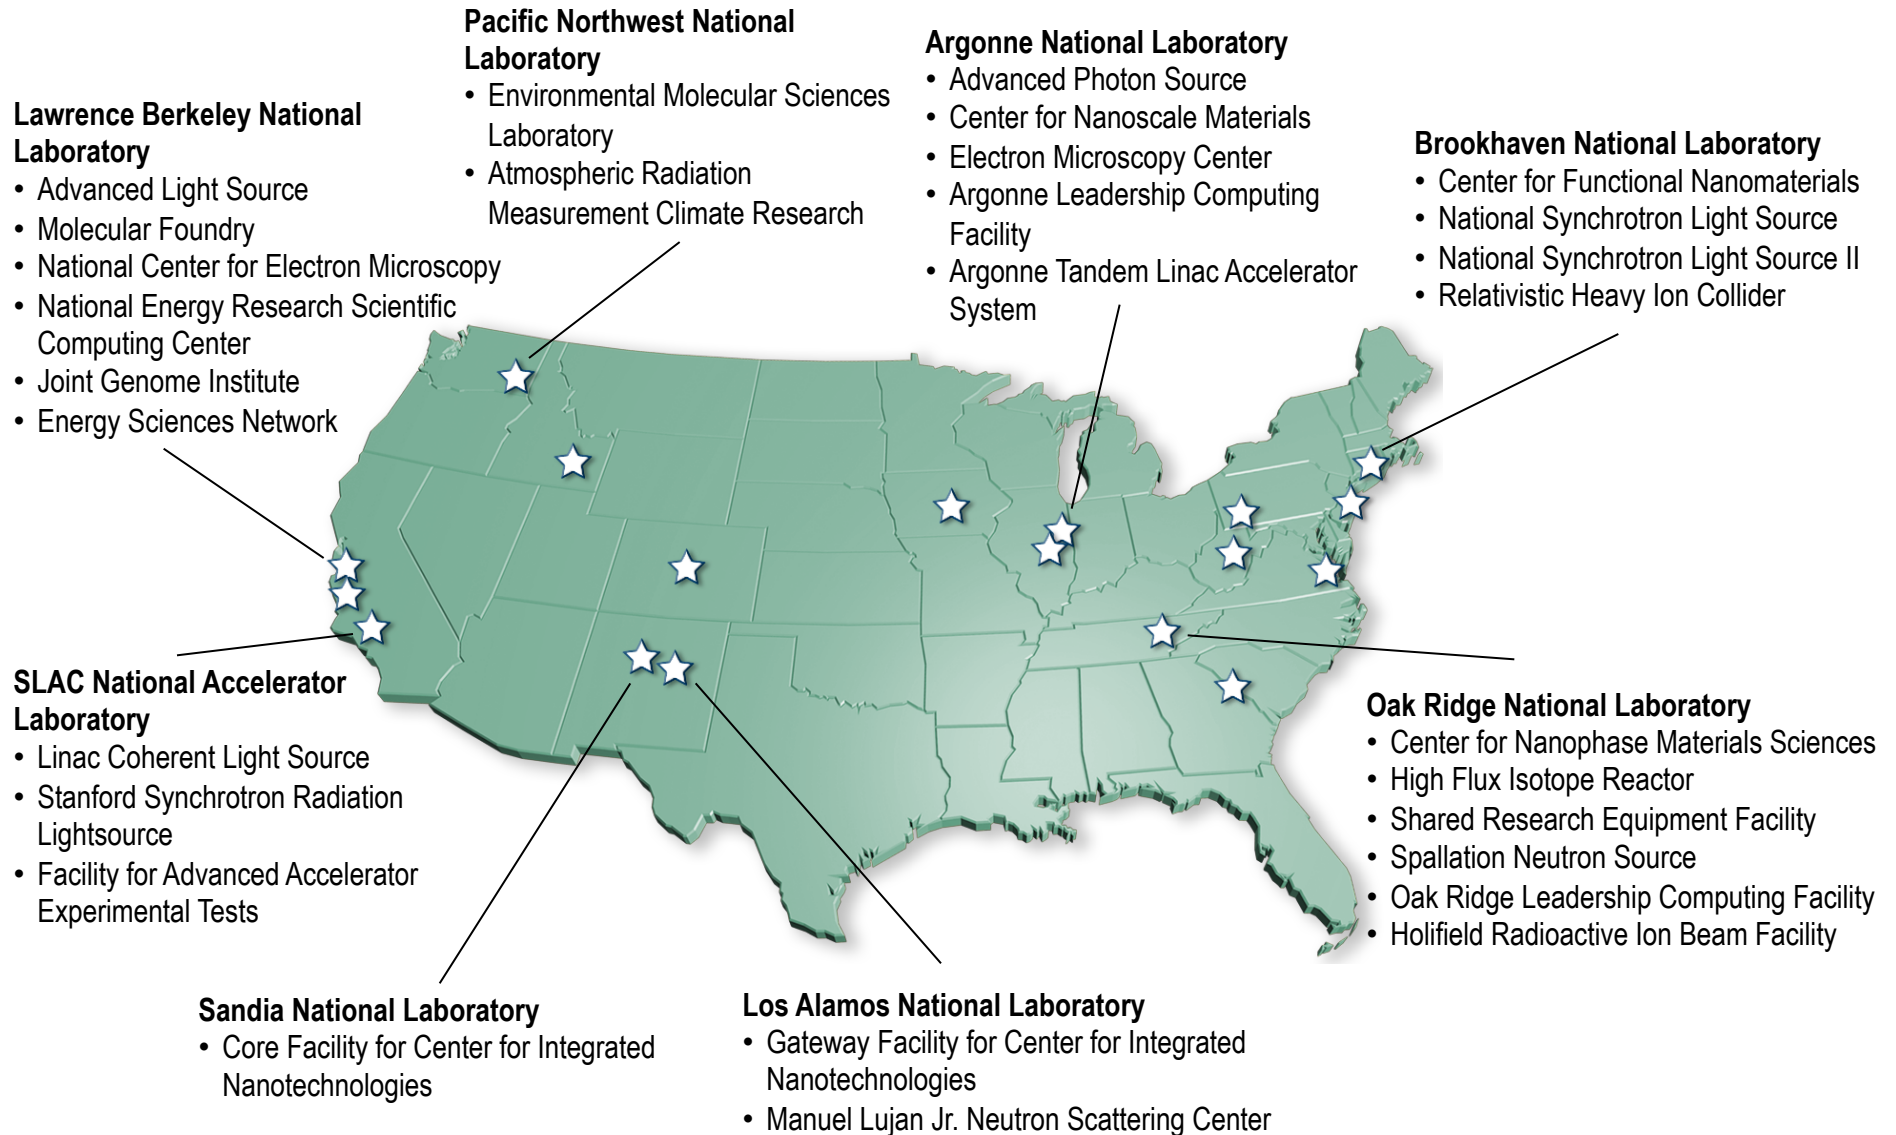 Pacific Northwest National
Laboratory
• Environmental Molecular Sciences
Laboratory
• Atmospheric Radiation
Measurement Climate Research
Argonne National Laboratory
• Advanced Photon Source
• Center for Nanoscale Materials
• Electron Microscopy Center
• Argonne Leadership Computing
Facility
• Argonne Tandem Linac Accelerator
System
Lawrence Berkeley National
Laboratory
• Advanced Light Source
• Molecular Foundry
• National Center for Electron Microscopy
• National Energy Research Scientific
Computing Center
• Joint Genome Institute
• Energy Sciences Network
Brookhaven National Laboratory
• Center for Functional Nanomaterials
• National Synchrotron Light Source
• National Synchrotron Light Source II
• Relativistic Heavy Ion Collider
SLAC National Accelerator
Laboratory
• Linac Coherent Light Source
• Stanford Synchrotron Radiation
Lightsource
• Facility for Advanced Accelerator
Experimental Tests
Oak Ridge National Laboratory
• Center for Nanophase Materials Sciences
• High Flux Isotope Reactor
• Shared Research Equipment Facility
• Spallation Neutron Source
• Oak Ridge Leadership Computing Facility
• Holifield Radioactive Ion Beam Facility
Sandia National Laboratory
• Core Facility for Center for Integrated
Nanotechnologies
Los Alamos National Laboratory
• Gateway Facility for Center for Integrated
Nanotechnologies
• Manuel Lujan Jr. Neutron Scattering Center